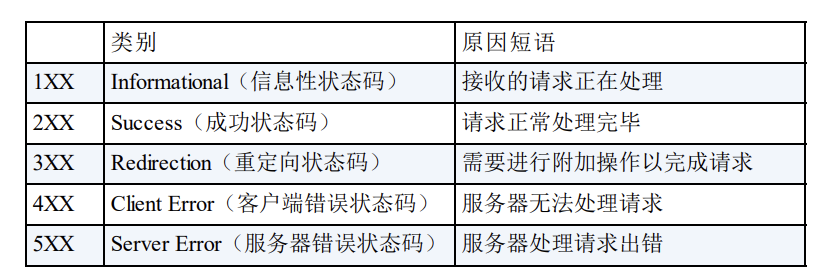 类别 原因短语
1XX Informational（信息性状态码） 接收的请求正在处理
2XX Success（成功状态码） 请求正常处理完毕
3XX Redirection（重定向状态码） 需要进行附加操作以完成请求
4XX Client Error（客户端错误状态码） 服务器无法处理请求
5XX Server Error（服务器错误状态码） 服务器处理请求出错